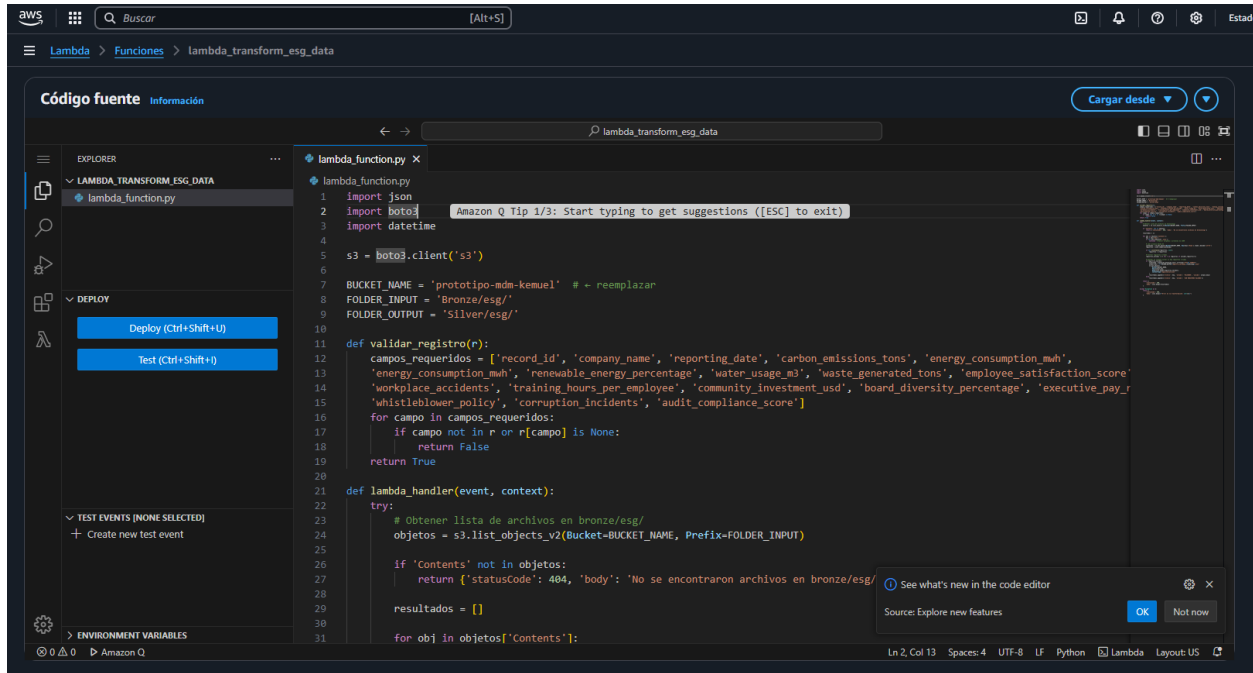 aws
Buscar [Alt+S]
Estad
Lambda > Funciones > lambda_transform_esg_data
Código fuente Información
Cargar desde
lambda_transform_esg_data
EXPLORER
LAMBDA_TRANSFORM_ESG_DATA
lambda_function.py
DEPLOY
Deploy (Ctrl+Shift+U)
Test (Ctrl+Shift+I)
TEST EVENTS [NONE SELECTED]
Create new test event
ENVIRONMENT VARIABLES
lambda_function.py
lambda_function.py
1 import json
2 import boto3 Amazon Q Tip 1/3: Start typing to get suggestions ([ESC] to exit)
3 import datetime
4
5 s3 = boto3.client('s3')
6
7 BUCKET_NAME = 'prototipo-mdm-kemuel' # ← reemplazar
8 FOLDER_INPUT = 'Bronze/esg/'
9 FOLDER_OUTPUT = 'Silver/esg/'
10
11 def validar_registro(r):
12 campos_requeridos = ['record_id', 'company_name', 'reporting_date', 'carbon_emissions_tons', 'energy_consumption_mwh',
13 'energy_consumption_mwh', 'renewable_energy_percentage', 'water_usage_m3', 'waste_generated_tons', 'employee_satisfaction_score'
14 'workplace_accidents', 'training_hours_per_employee', 'community_investment_usd', 'board_diversity_percentage', 'executive_pay_r
15 'whistleblower_policy', 'corruption_incidents', 'audit_compliance_score']
16 for campo in campos_requeridos:
17 if campo not in r or r[campo] is None:
18 return False
19 return True
20
21 def lambda_handler(event, context):
22 try:
23 # Obtener lista de archivos en bronze/esg/
24 objetos = s3.list_objects_v2(Bucket=BUCKET_NAME, Prefix=FOLDER_INPUT)
25
26 if 'Contents' not in objetos:
27 return {'statusCode': 404, 'body': 'No se encontraron archivos en bronze/esg/
28
29 resultados = []
30
31 for obj in objetos['Contents']:
See what's new in the code editor
Source: Explore new features
OK Not now
0 0 Amazon Q
Ln 2, Col 13 Spaces: 4 UTF-8 LF Python Lambda Layout: US